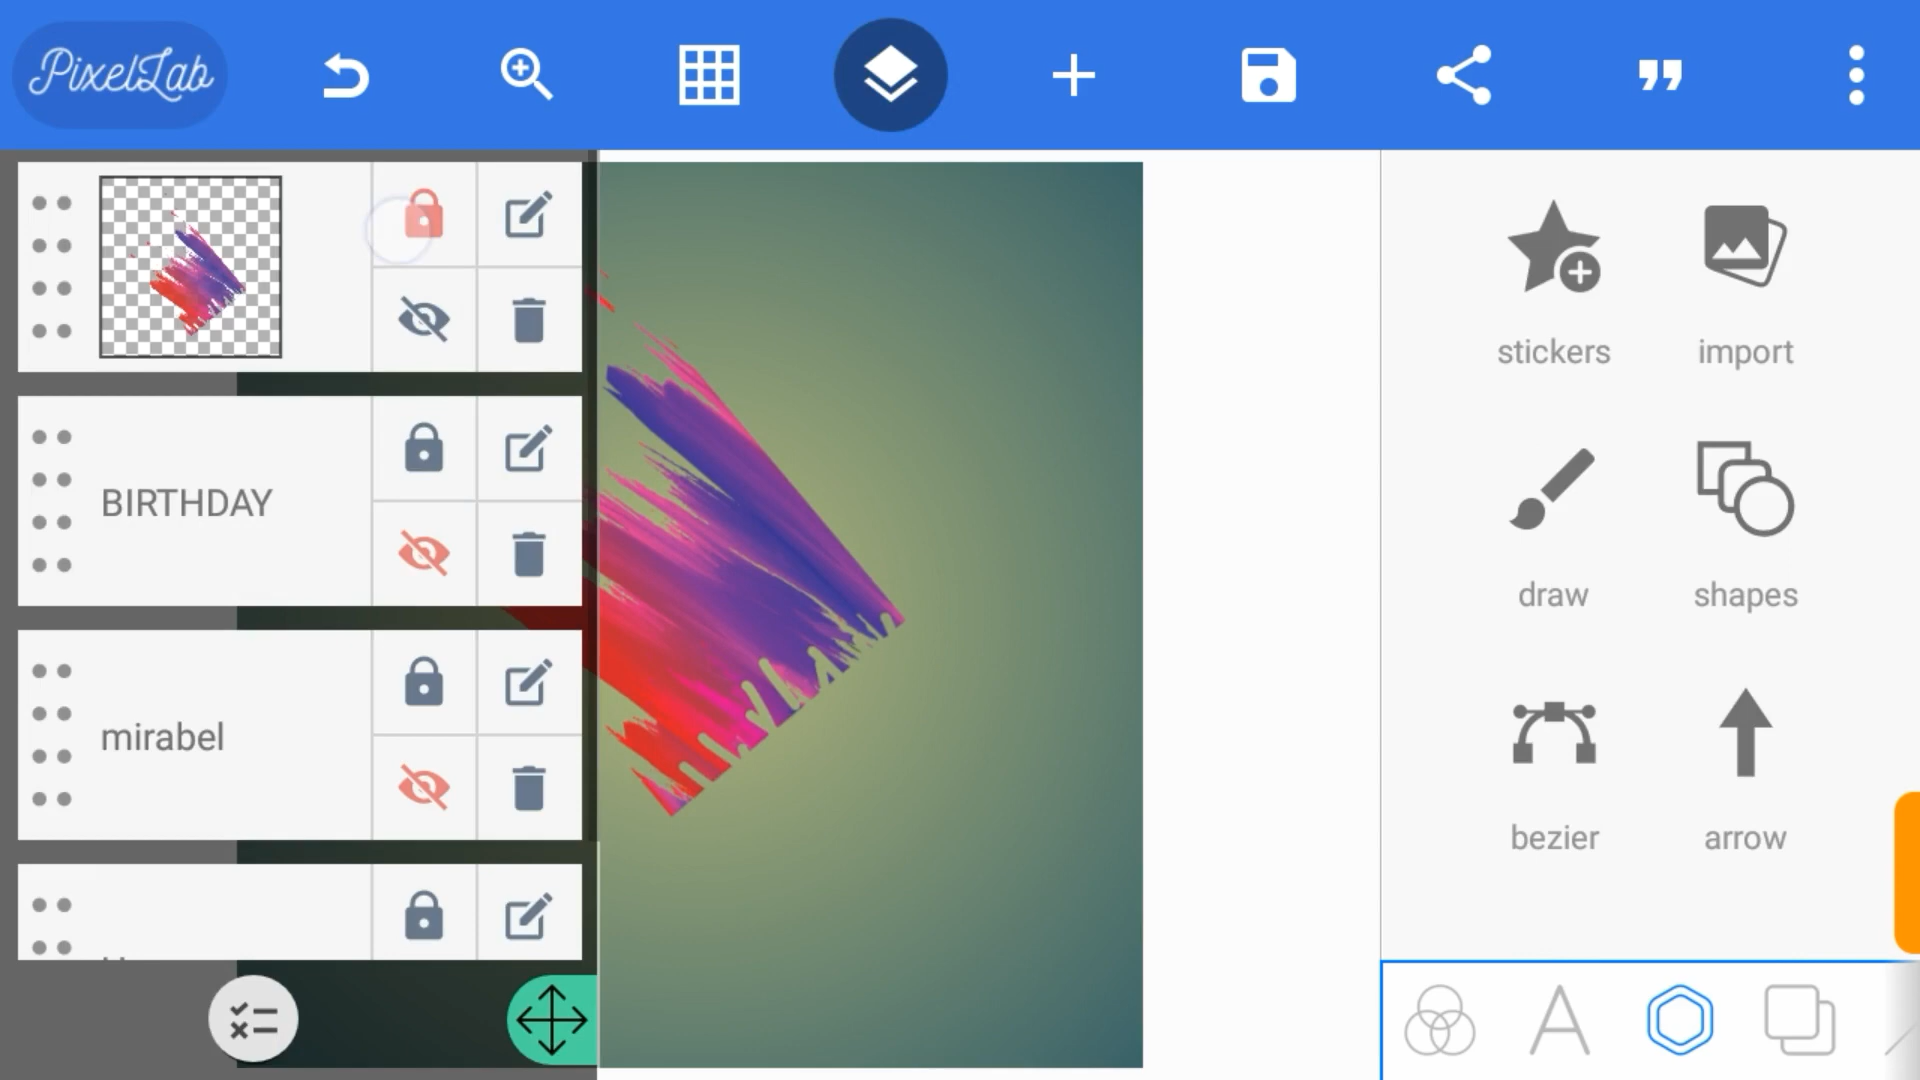 PixelLab
BIRTHDAY
mirabel
stickers
import
draw
shapes
bezier
arrow